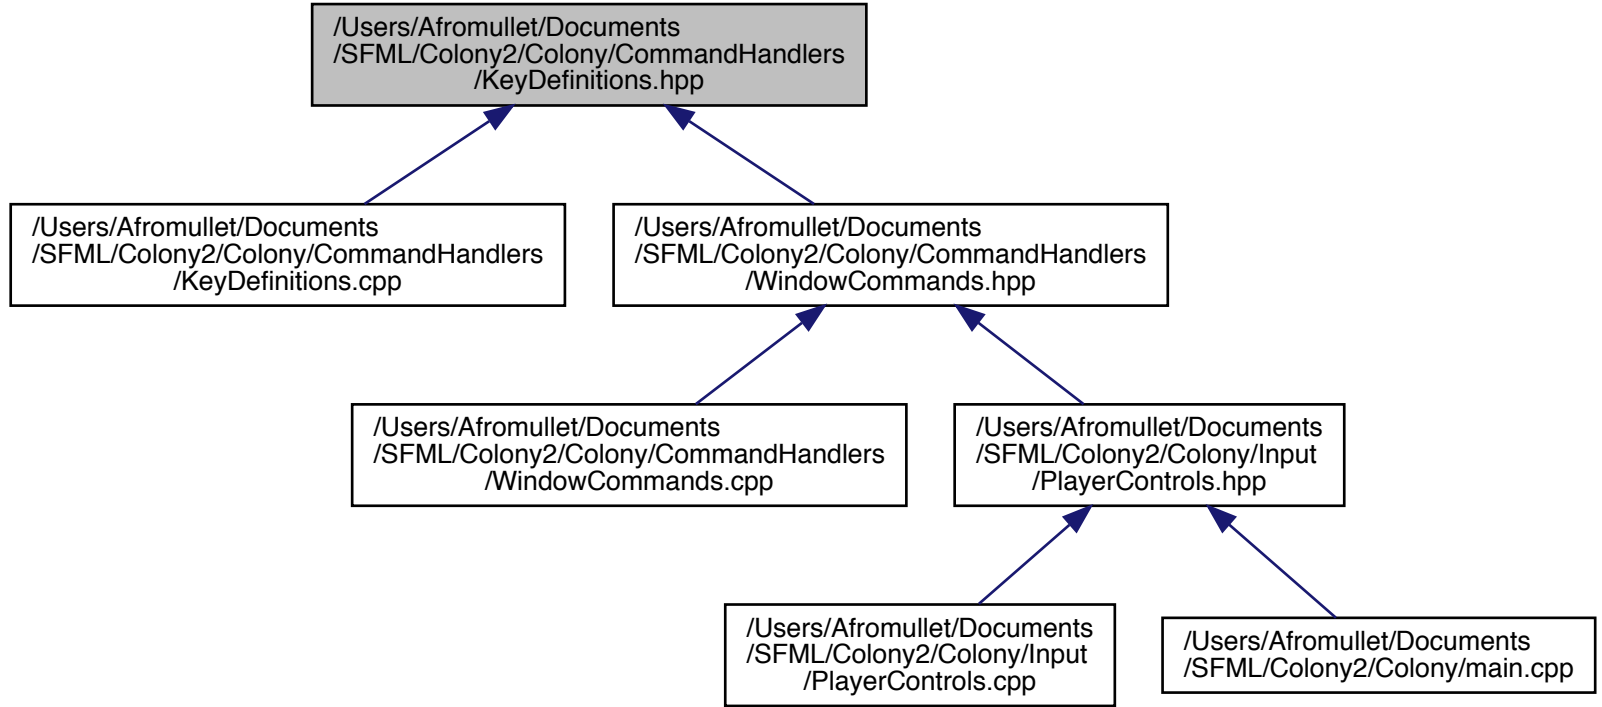 /Users/Afromullet/Documents
/SFML/Colony2/Colony/CommandHandlers
/KeyDefinitions.hpp
/Users/Afromullet/Documents
/SFML/Colony2/Colony/CommandHandlers
/KeyDefinitions.cpp
/Users/Afromullet/Documents
/SFML/Colony2/Colony/CommandHandlers
/WindowCommands.hpp
/Users/Afromullet/Documents
/SFML/Colony2/Colony/CommandHandlers
/WindowCommands.cpp
/Users/Afromullet/Documents
/SFML/Colony2/Colony/Input
/PlayerControls.hpp
/Users/Afromullet/Documents
/SFML/Colony2/Colony/Input
/PlayerControls.cpp
/Users/Afromullet/Documents
/SFML/Colony2/Colony/main.cpp